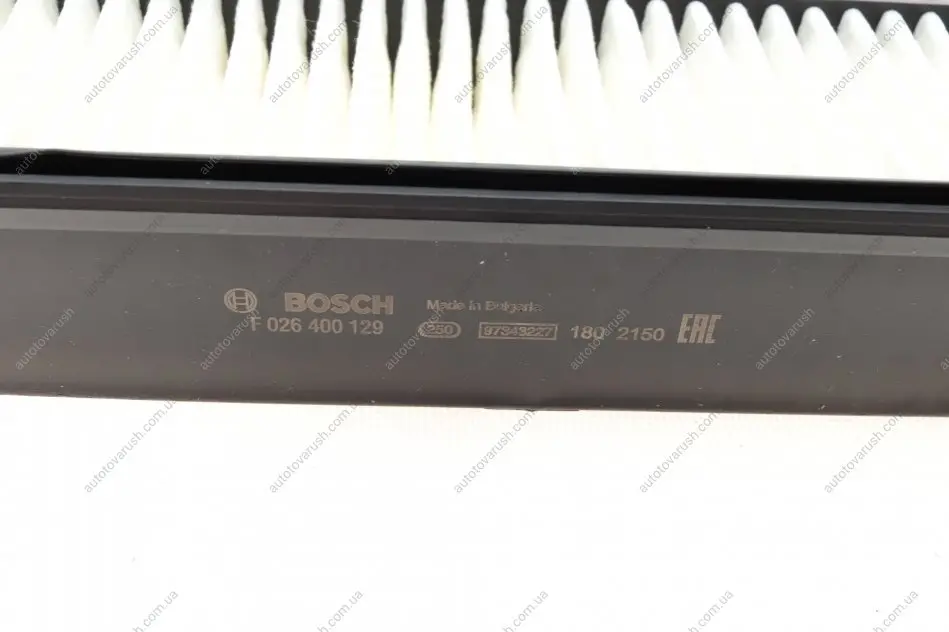 BOSCH Made in Bulgaria
F 026 400 129 250 97343227 180 2150 EAC
autotovarush.com.ua